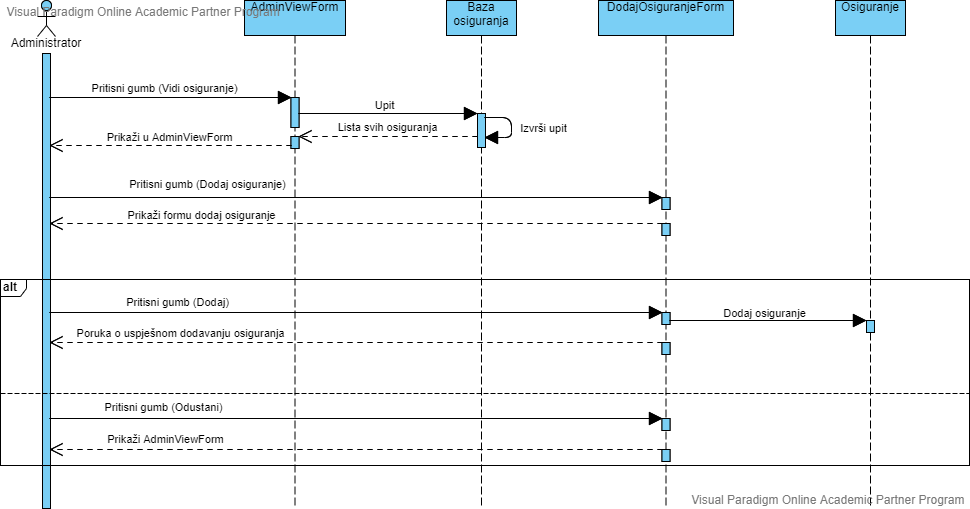 Visual Paradigm Online Academic Partner Program
Administrator
AdminViewForm
Baza
osiguranja
DodajOsiguranjeForm
Osiguranje
Pritisni gumb (Vidi osiguranje)
Upit
Izvrši upit
Lista svih osiguranja
Prikaži u AdminViewForm
Pritisni gumb (Dodaj osiguranje)
Prikaži formu dodaj osiguranje
alt
Pritisni gumb (Dodaj)
Dodaj osiguranje
Poruka o uspješnom dodavanju osiguranja
Pritisni gumb (Odustani)
Prikaži AdminViewForm
Visual Paradigm Online Academic Partner Program